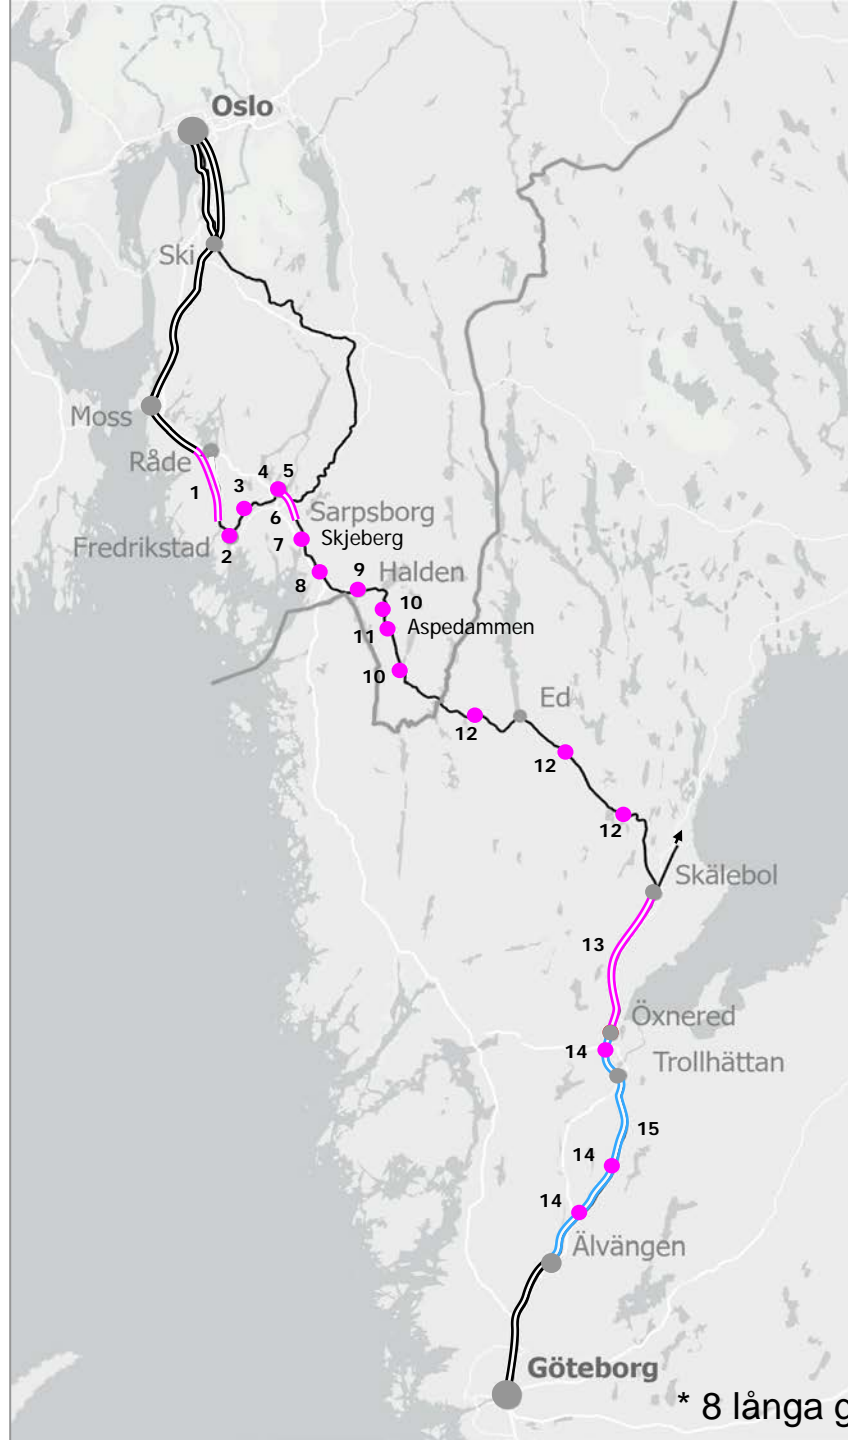 Oslo
Ski
Moss
Råde
4 5
1
3
6 Sarpsborg
Fredrikstad
2
7 Skjeberg
8
9 Halden
10
11 Aspedammen
10
Ed
12
12
12
Skälebol
13
Öxnered
14
Trollhättan
15
14
14
Älvängen
Göteborg
* 8 långa g